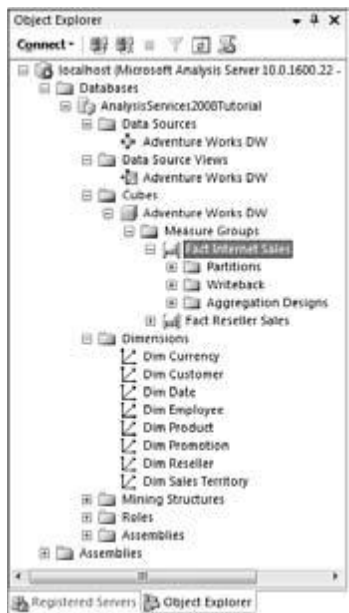 Object Explorer
Connect
localhost (Microsoft Analysis Server 10.0.1600.22 -
Databases
AnalysisServices2008Tutorial
Data Sources
Adventure Works DW
Data Source Views
Adventure Works DW
Cubes
Adventure Works DW
Measure Groups
Fact Internet Sales
Partitions
Writeback
Aggregation Designs
Fact Reseller Sales
Dimensions
Dim Currency
Dim Customer
Dim Date
Dim Employee
Dim Product
Dim Promotion
Dim Reseller
Dim Sales Territory
Mining Structures
Roles
Assemblies
Assemblies
Registered Servers Object Explorer